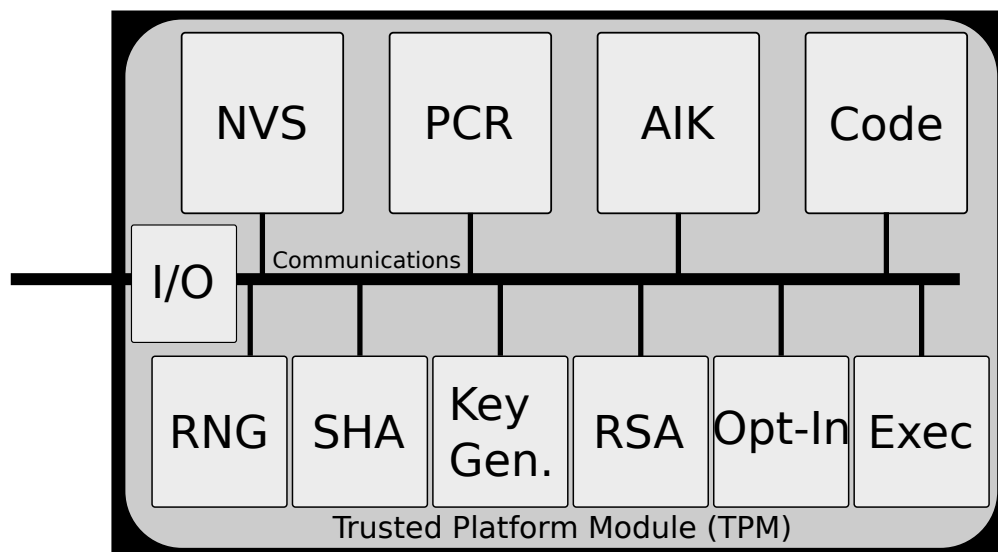 NVS
PCR
AIK
Code
Communications
I/O
RNG
SHA
Key
Gen.
RSA
Opt-In
Exec
Trusted Platform Module (TPM)